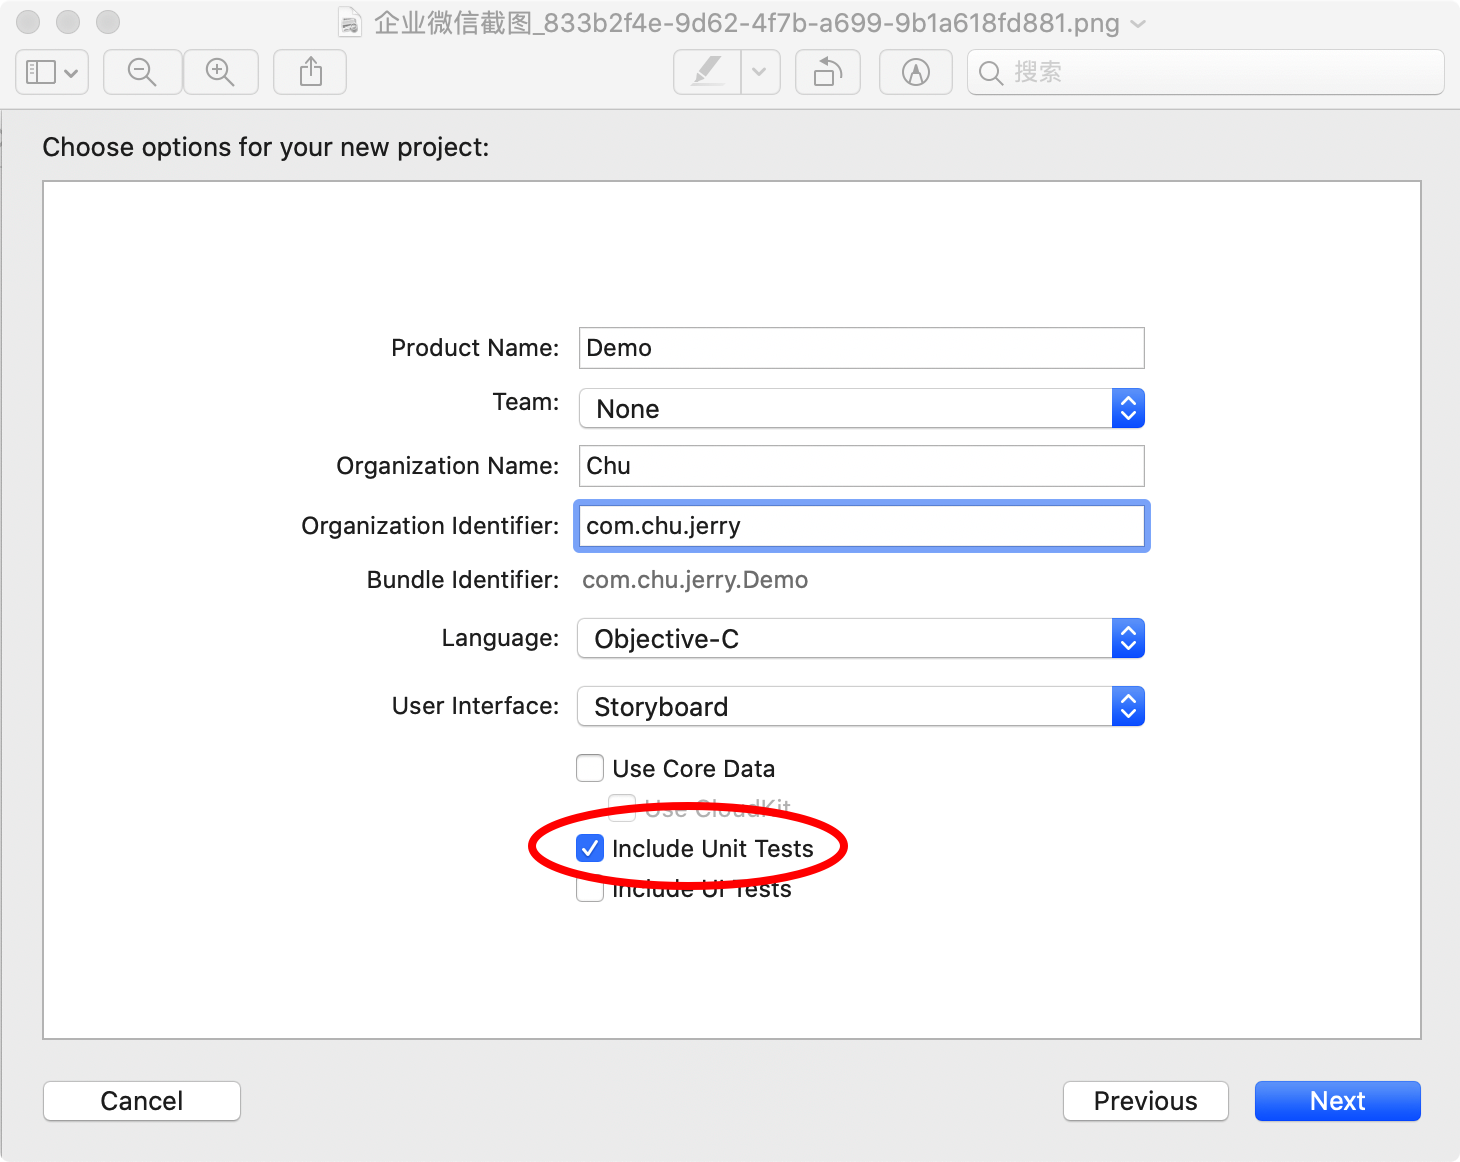 企业微信截图_833b2f4e-9d62-4f7b-a699-9b1a618fd881.png
搜索
Choose options for your new project:
Product Name: Demo
Team: None
Organization Name: Chu
Organization Identifier: com.chu.jerry
Bundle Identifier: com.chu.jerry.Demo
Language: Objective-C
User Interface: Storyboard
Use Core Data
Use CloudKit
Include Unit Tests
Include UI Tests
Cancel
Previous
Next